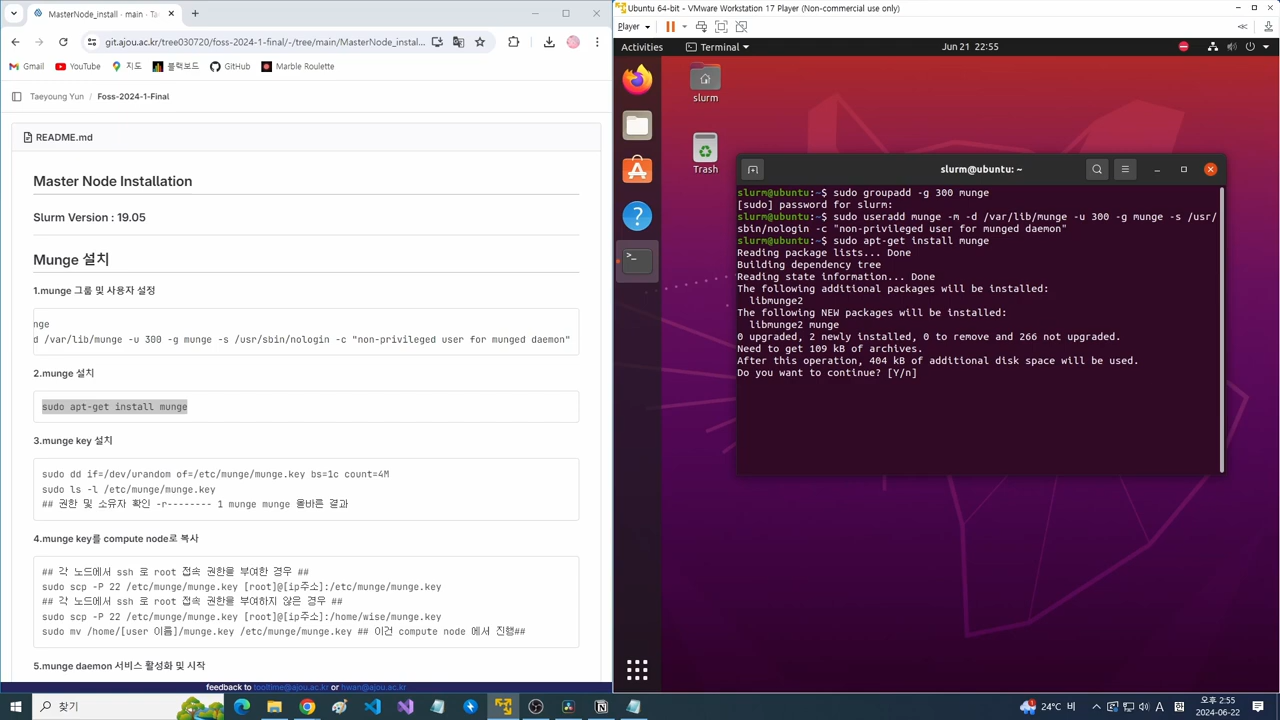 MasterNode_install · main · Ta
git.ajou.ac.kr/tree030720/foss-2024-1-final/-/tree/main/MasterNode_instal...
Gmail
YouTube
지도
블랙보드
GitHub
Marble Roulette
Taeyoung Yun / Foss-2024-1-Final
README.md
Master Node Installation
Slurm Version : 19.05
Munge 설치
1.munge 그룹 및 사용자 설정
nge
d /var/lib/munge -u 300 -g munge -s /usr/sbin/nologin -c "non-privileged user for munged daemon"
2.munge 설치
sudo apt-get install munge
3.munge key 설치
sudo dd if=/dev/urandom of=/etc/munge/munge.key bs=1c count=4M
sudo ls -l /etc/munge/munge.key
## 권한 및 소유자 확인 -r-------- 1 munge munge 올바른 결과
4.munge key를 compute node로 복사
## 각 노드에서 ssh 로 root 접속 권한을 부여한 경우 ##
sudo scp -P 22 /etc/munge/munge.key [root]@[ip주소]:/etc/munge/munge.key
## 각 노드에서 ssh 로 root 접속 권한을 부여하지 않은 경우 ##
sudo scp -P 22 /etc/munge/munge.key [root]@[ip주소]:/home/wise/munge.key
sudo mv /home/[user 이름]/munge.key /etc/munge/munge.key ## 이건 compute node 에서 진행##
5.munge daemon 서비스 활성화 및 시작
feedback to tooltime@ajou.ac.kr or hwan@ajou.ac.kr
Ubuntu 64-bit - VMware Workstation 17 Player (Non-commercial use only)
Player
Activities
Terminal
Jun 21 22:55
slurm
Trash
slurm@ubuntu: ~
slurm@ubuntu:~$ sudo groupadd -g 300 munge
[sudo] password for slurm:
slurm@ubuntu:~$ sudo useradd munge -m -d /var/lib/munge -u 300 -g munge -s /usr/
sbin/nologin -c "non-privileged user for munged daemon"
slurm@ubuntu:~$ sudo apt-get install munge
Reading package lists... Done
Building dependency tree
Reading state information... Done
The following additional packages will be installed:
libmunge2
The following NEW packages will be installed:
libmunge2 munge
0 upgraded, 2 newly installed, 0 to remove and 266 not upgraded.
Need to get 109 kB of archives.
After this operation, 404 kB of additional disk space will be used.
Do you want to continue? [Y/n]
찾기
24°C 비
A
한
오후 2:55
2024-06-22